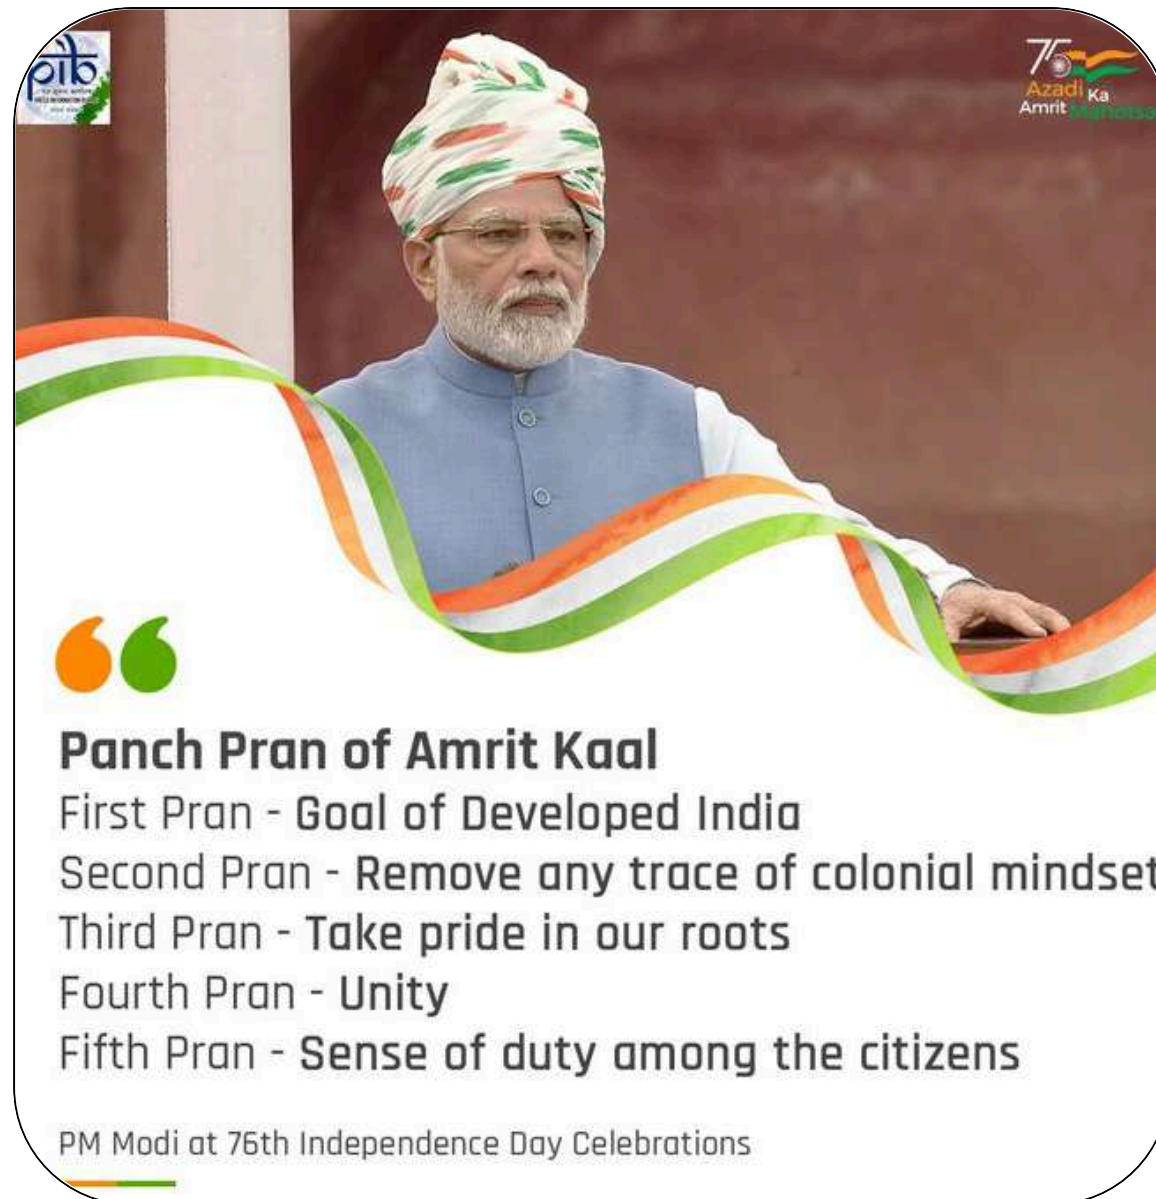 pib
75
Azadi
Ka
Amrit
Panch Pran of Amrit Kaal
First Pran - Goal of Developed India
Second Pran - Remove any trace of colonial mindset
Third Pran - Take pride in our roots
Fourth Pran - Unity
Fifth Pran - Sense of duty among the citizens
PM Modi at 76th Independence Day Celebrations